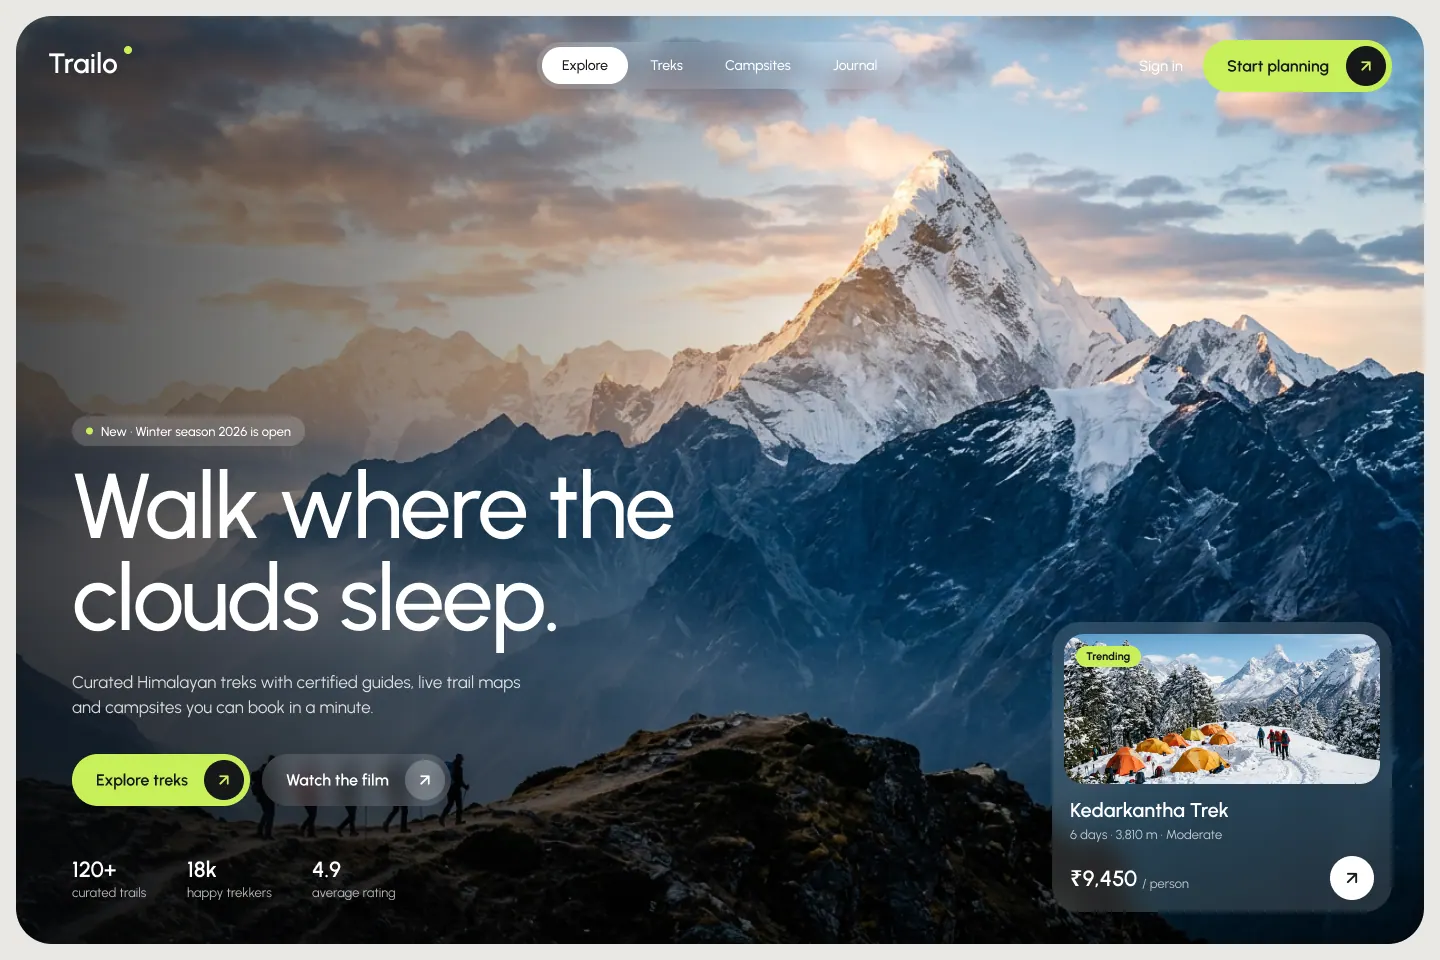 Trailo
Explore
Treks
Campsites
Journal
Sign in
Start planning
New · Winter season 2026 is open
Walk where the
clouds sleep.
Curated Himalayan treks with certified guides, live trail maps
and campsites you can book in a minute.
Explore treks
Watch the film
120+
curated trails
18k
happy trekkers
4.9
average rating
Trending
Kedarkantha Trek
6 days · 3,810 m · Moderate
₹9,450 / person